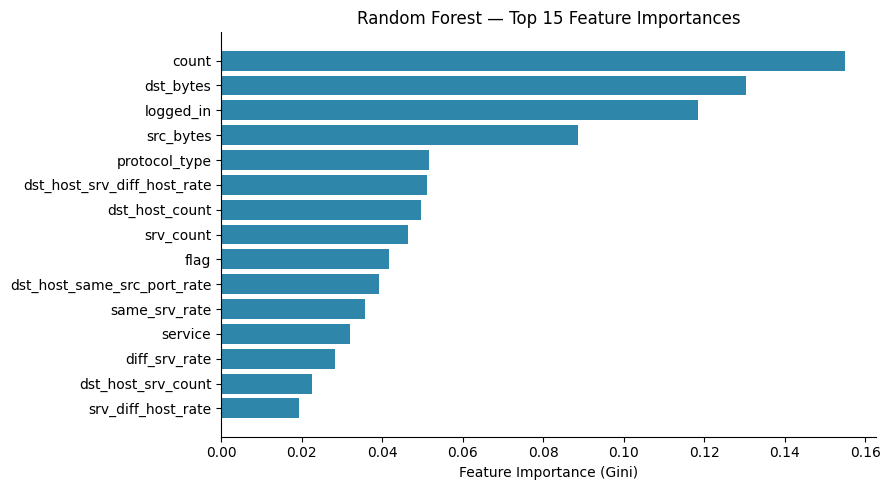 Random Forest — Top 15 Feature Importances
count
dst_bytes
logged_in
src_bytes
protocol_type
dst_host_srv_diff_host_rate
dst_host_count
srv_count
flag
dst_host_same_src_port_rate
same_srv_rate
service
diff_srv_rate
dst_host_srv_count
srv_diff_host_rate
0.00 0.02 0.04 0.06 0.08 0.10 0.12 0.14 0.16
Feature Importance (Gini)